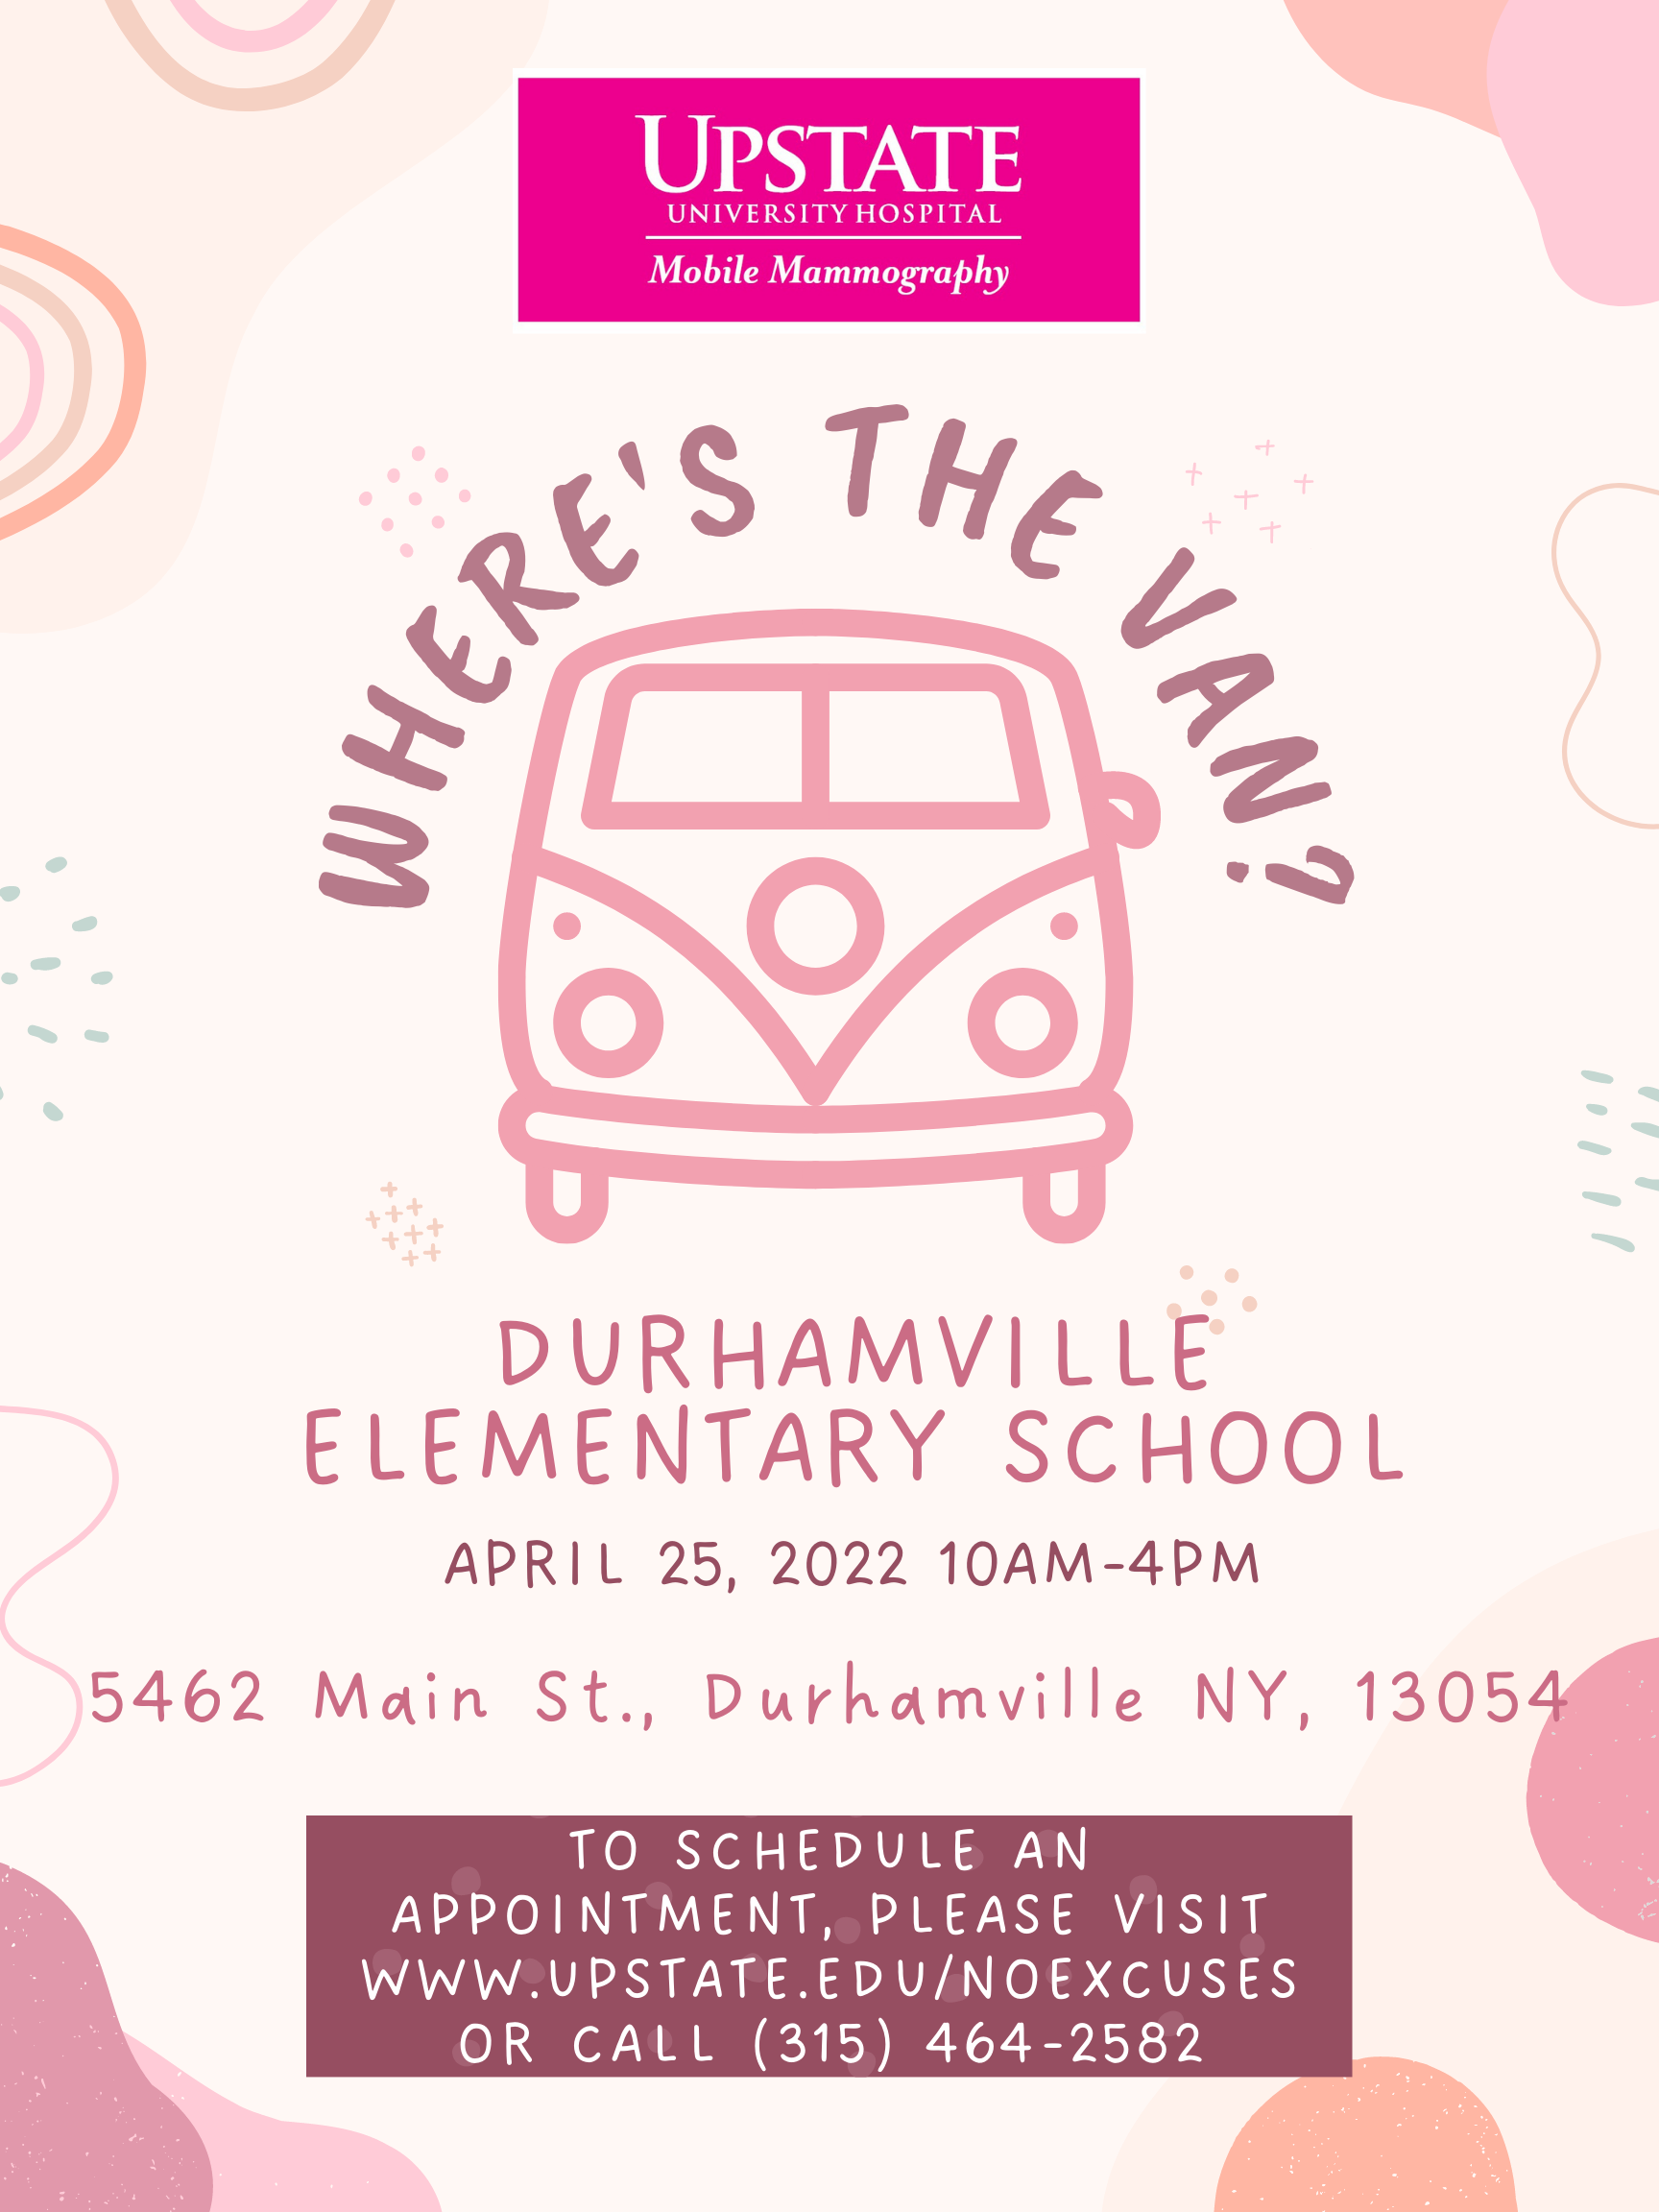 UPSTATE
UNIVERSITY HOSPITAL
Mobile Mammography
WHERE'S THE VAN?
DURHAMVILLE
ELEMENTARY SCHOOL
APRIL 25, 2022 10AM-4PM
5462 Main St., Durhamville NY, 13054
TO SCHEDULE AN
APPOINTMENT, PLEASE VISIT
WWW.UPSTATE.EDU/NOEXCUSES
OR CALL (315) 464-2582